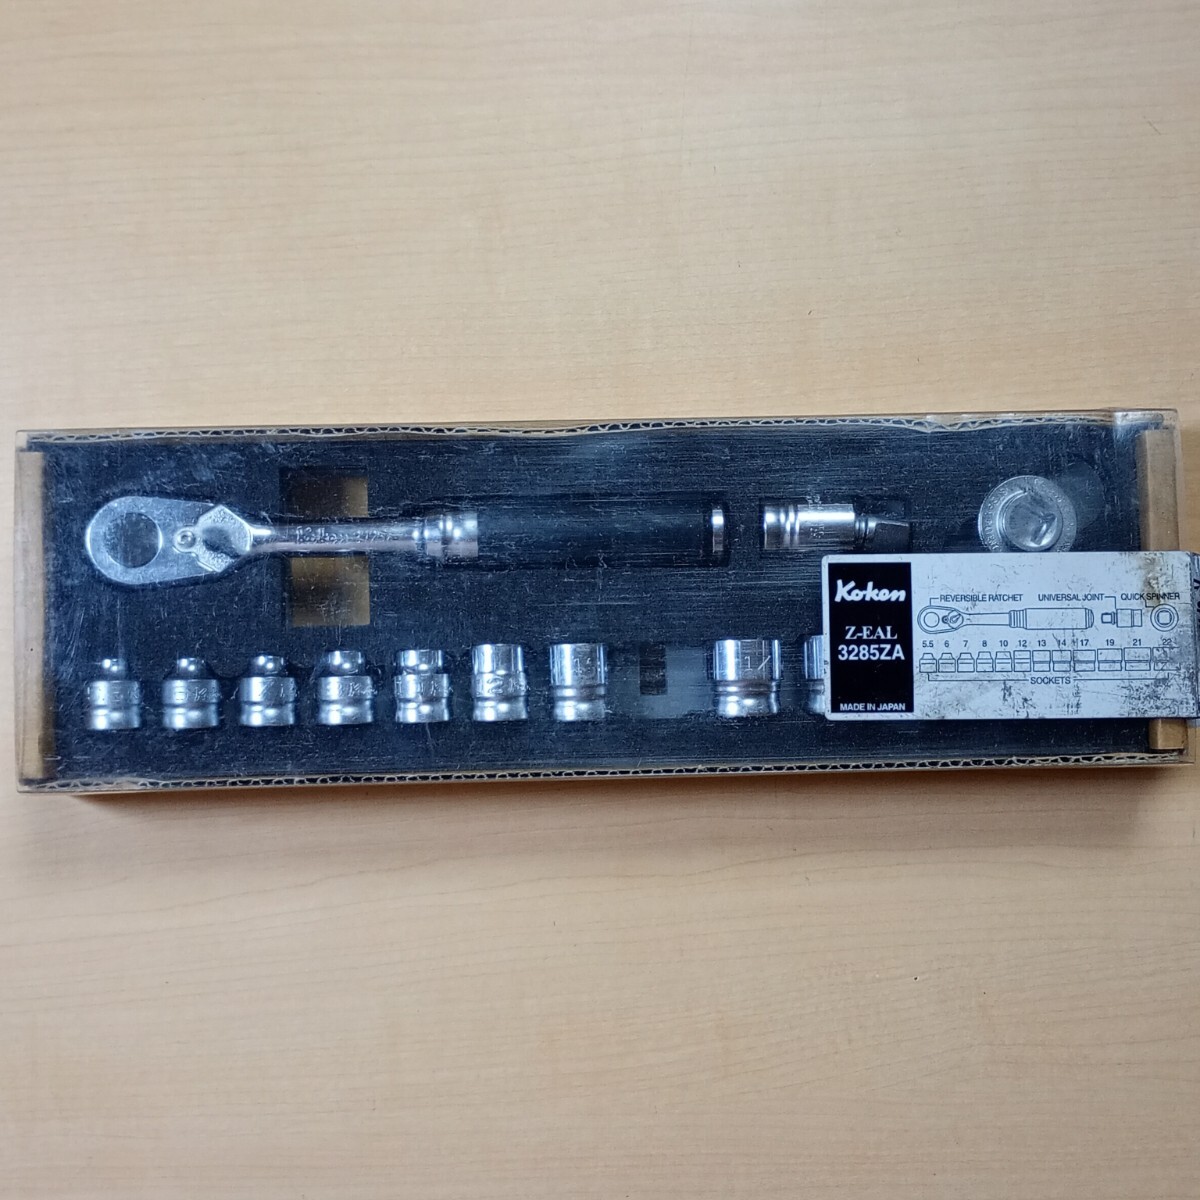 Koken
Z-EAL
3285ZA
MADE IN JAPAN
REVERSIBLE RATCHET UNIVERSAL JOINT QUICK SPINNER
5.5 6 7 8 10 12 13 14 17 19 21 22
SOCKETS